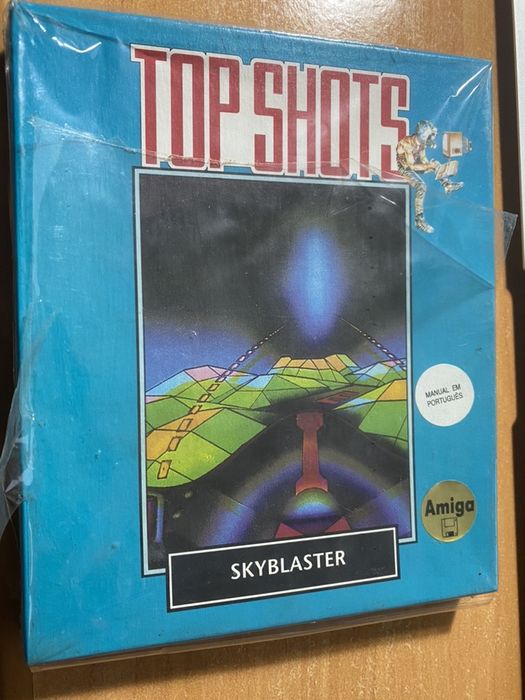 TOP SHOTS
MANUAL EM
PORTUGUÊS
Amiga
SKYBLASTER